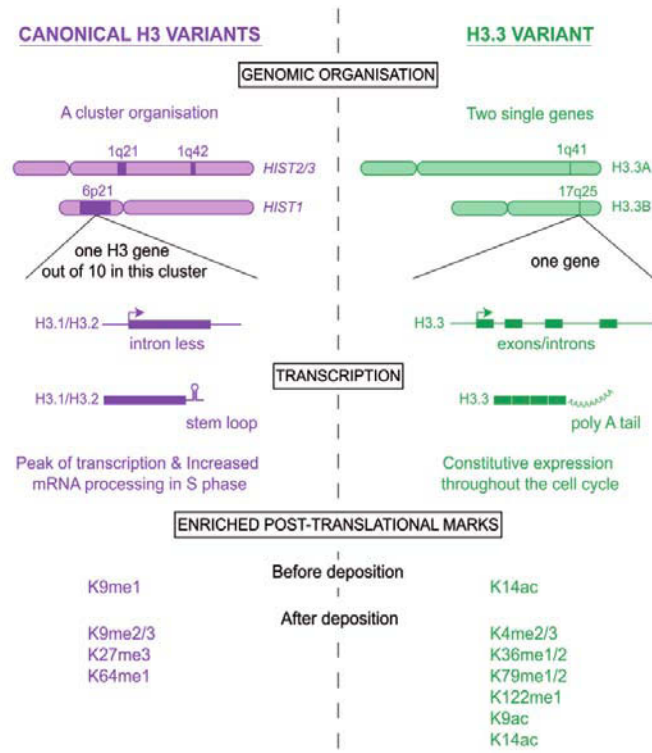 CANONICAL H3 VARIANTS
H3.3 VARIANT
GENOMIC ORGANISATION
A cluster organisation
Two single genes
1q21
1q42
HIST2/3
6p21
HIST1
1q41
H3.3A
17q25
H3.3B
one H3 gene
out of 10 in this cluster
one gene
H3.1/H3.2
intron less
H3.3
exons/introns
TRANSCRIPTION
H3.1/H3.2
stem loop
H3.3
poly A tail
Peak of transcription & Increased
mRNA processing in S phase
Constitutive expression
throughout the cell cycle
ENRICHED POST-TRANSLATIONAL MARKS
Before deposition
K9me1
K14ac
After deposition
K9me2/3
K27me3
K64me1
K4me2/3
K36me1/2
K79me1/2
K122me1
K9ac
K14ac